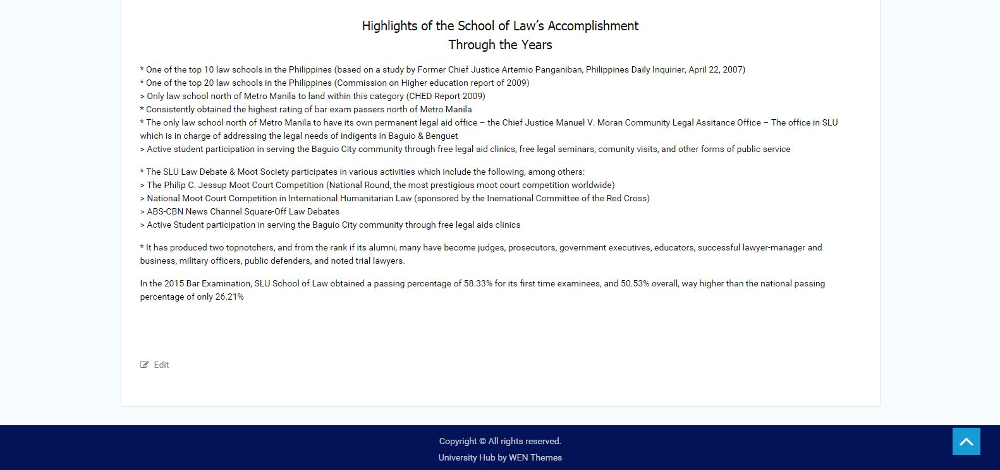 Highlights of the School of Law’s Accomplishment
Through the Years
* One of the top 10 law schools in the Philippines (based on a study by Former Chief Justice Artemio Panganiban, Philippines Daily Inquirier, April 22, 2007)
* One of the top 20 law schools in the Philippines (Commission on Higher education report of 2009)
> Only law school north of Metro Manila to land within this category (CHED Report 2009)
* Consistently obtained the highest rating of bar exam passers north of Metro Manila
* The only law school north of Metro Manila to have its own permanent legal aid office – the Chief Justice Manuel V. Moran Community Legal Assitance Office – The office in SLU
which is in charge of addressing the legal needs of indigents in Baguio & Benguet
> Active student participation in serving the Baguio City community through free legal aid clinics, free legal seminars, comunity visits, and other forms of public service
* The SLU Law Debate & Moot Society participates in various activities which include the following, among others:
> The Philip C. Jessup Moot Court Competition (National Round, the most prestigious moot court competition worldwide)
> National Moot Court Competition in International Humanitarian Law (sponsored by the Inernational Committee of the Red Cross)
> ABS-CBN News Channel Square-Off Law Debates
> Active Student participation in serving the Baguio City community through free legal aids clinics
* It has produced two topnotchers, and from the rank if its alumni, many have become judges, prosecutors, government executives, educators, successful lawyer-manager and
business, military officers, public defenders, and noted trial lawyers.
In the 2015 Bar Examination, SLU School of Law obtained a passing percentage of 58.33% for its first time examinees, and 50.53% overall, way higher than the national passing
percentage of only 26.21%
Edit
Copyright © All rights reserved.
University Hub by WEN Themes